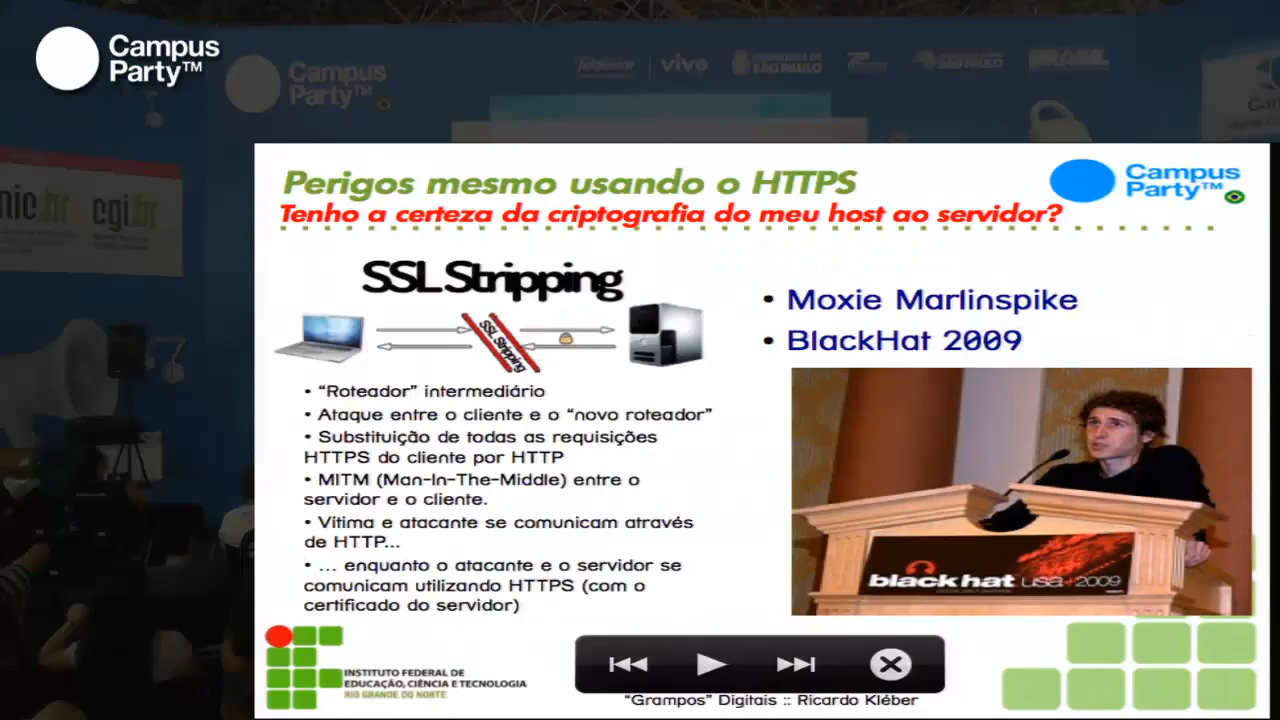 Campus
Party™
Campus
Party™
vivo
SÃO PAULO
BRASIL
nic.br
cgi.br
Perigos mesmo usando o HTTPS
Tenho a certeza da criptografia do meu host ao servidor?
Campus
Party™
SSL Stripping
SSL Stripping
• Moxie Marlinspike
• BlackHat 2009
• “Roteador” intermediário
• Ataque entre o cliente e o “novo roteador”
• Substituição de todas as requisições
HTTPS do cliente por HTTP
• MITM (Man-In-The-Middle) entre o
servidor e o cliente.
• Vítima e atacante se comunicam através
de HTTP...
• ... enquanto o atacante e o servidor se
comunicam utilizando HTTPS (com o
certificado do servidor)
black hat usa+2009
INSTITUTO FEDERAL DE
EDUCAÇÃO, CIÊNCIA E TECNOLOGIA
RIO GRANDE DO NORTE
“Grampos” Digitais :: Ricardo Kléber